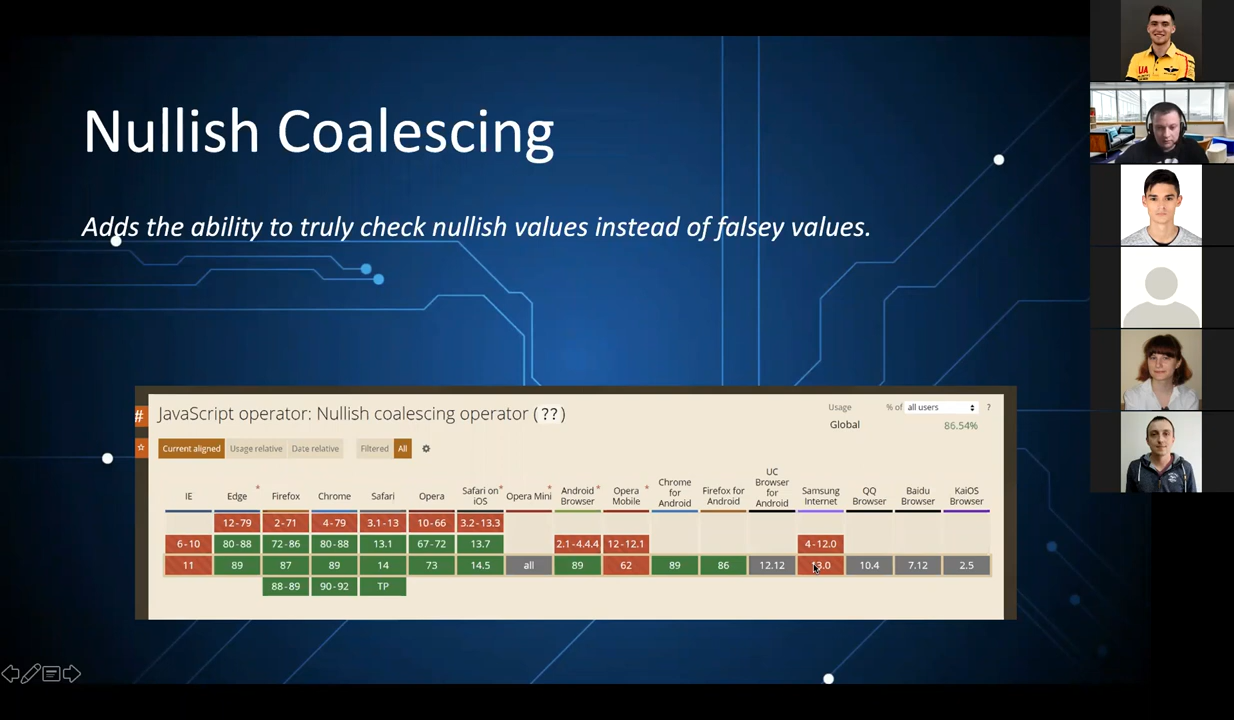 Nullish Coalescing
Adds the ability to truly check nullish values instead of falsey values.
#
JavaScript operator: Nullish coalescing operator (??)
Usage % of all users ?
Global 86.54%
Current aligned Usage relative Date relative Filtered All
IE Edge * Firefox Chrome Safari Opera Safari on iOS * Opera Mini * Android Browser * Opera Mobile * Chrome for Android Firefox for Android UC Browser for Android Samsung Internet QQ Browser Baidu Browser KaiOS Browser
12-79 2-71 4-79 3.1-13 10-66 3.2-13.3
6-10 80-88 72-86 80-88 13.1 67-72 13.7 2.1-4.4.4 12-12.1 4-12.0
11 89 87 89 14 73 14.5 all 89 62 89 86 12.12 13.0 10.4 7.12 2.5
88-89 90-92 TP
UA